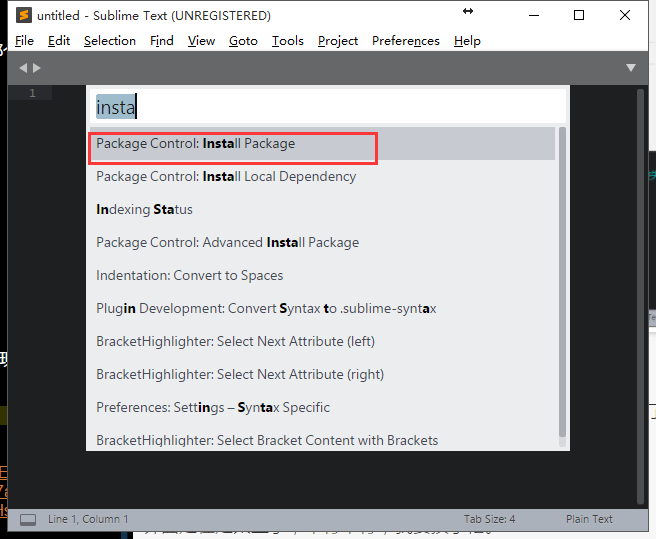 untitled - Sublime Text (UNREGISTERED)
File Edit Selection Find View Goto Tools Project Preferences Help
1
insta
Package Control: Install Package
Package Control: Install Local Dependency
Indexing Status
Package Control: Advanced Install Package
Indentation: Convert to Spaces
Plugin Development: Convert Syntax to .sublime-syntax
BracketHighlighter: Select Next Attribute (left)
BracketHighlighter: Select Next Attribute (right)
Preferences: Settings – Syntax Specific
BracketHighlighter: Select Bracket Content with Brackets
Line 1, Column 1 Tab Size: 4 Plain Text